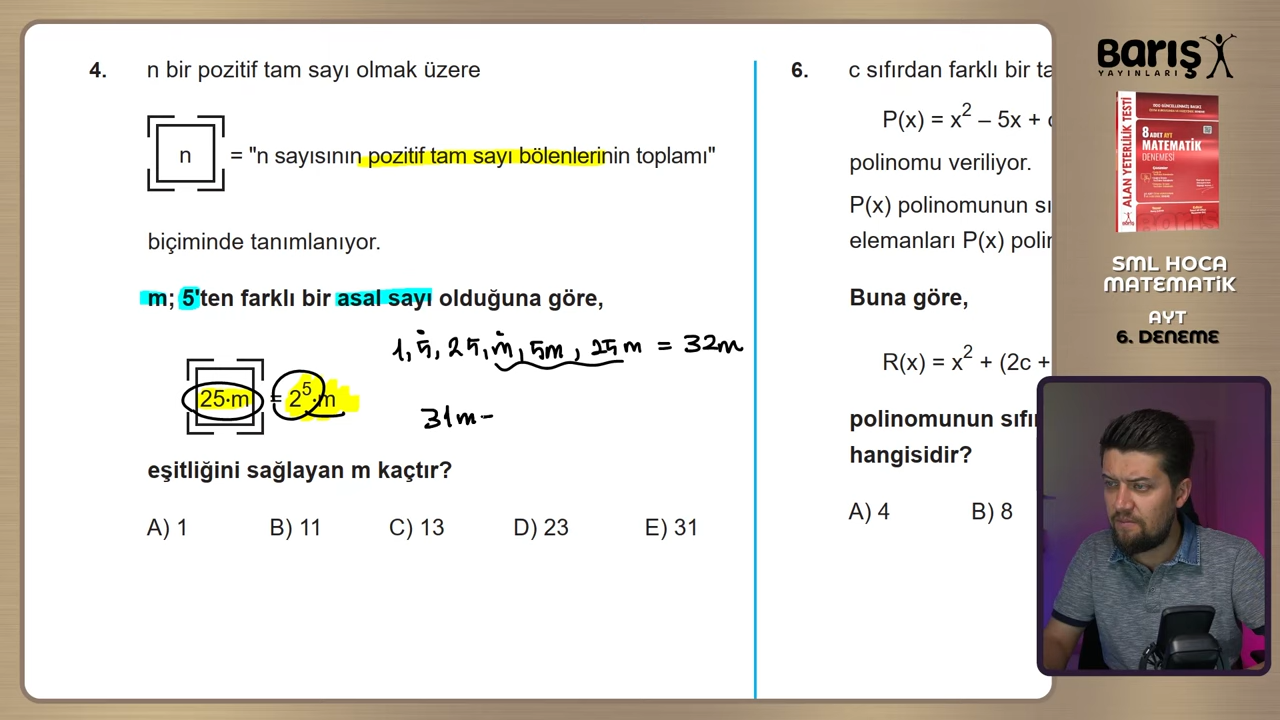 4. n bir pozitif tam sayı olmak üzere
n = "n sayısının pozitif tam sayı bölenlerinin toplamı"
biçiminde tanımlanıyor.
m; 5'ten farklı bir asal sayı olduğuna göre,
1, 5, 25, m, 5m, 25m = 32m
25·m = 2⁵·m
31m -
eşitliğini sağlayan m kaçtır?
A) 1 B) 11 C) 13 D) 23 E) 31
6. c sıfırdan farklı bir ta
P(x) = x² – 5x + c
polinomu veriliyor.
P(x) polinomunun sı
elemanları P(x) polin
Buna göre,
R(x) = x² + (2c +
polinomunun sıfı
hangisidir?
A) 4 B) 8
Barış
YAYINLARI
ALAN YETERLİLİK TESTİ
8 ADET AYT
MATEMATİK
DENEMESİ
SML HOCA
MATEMATİK
AYT
6. DENEME